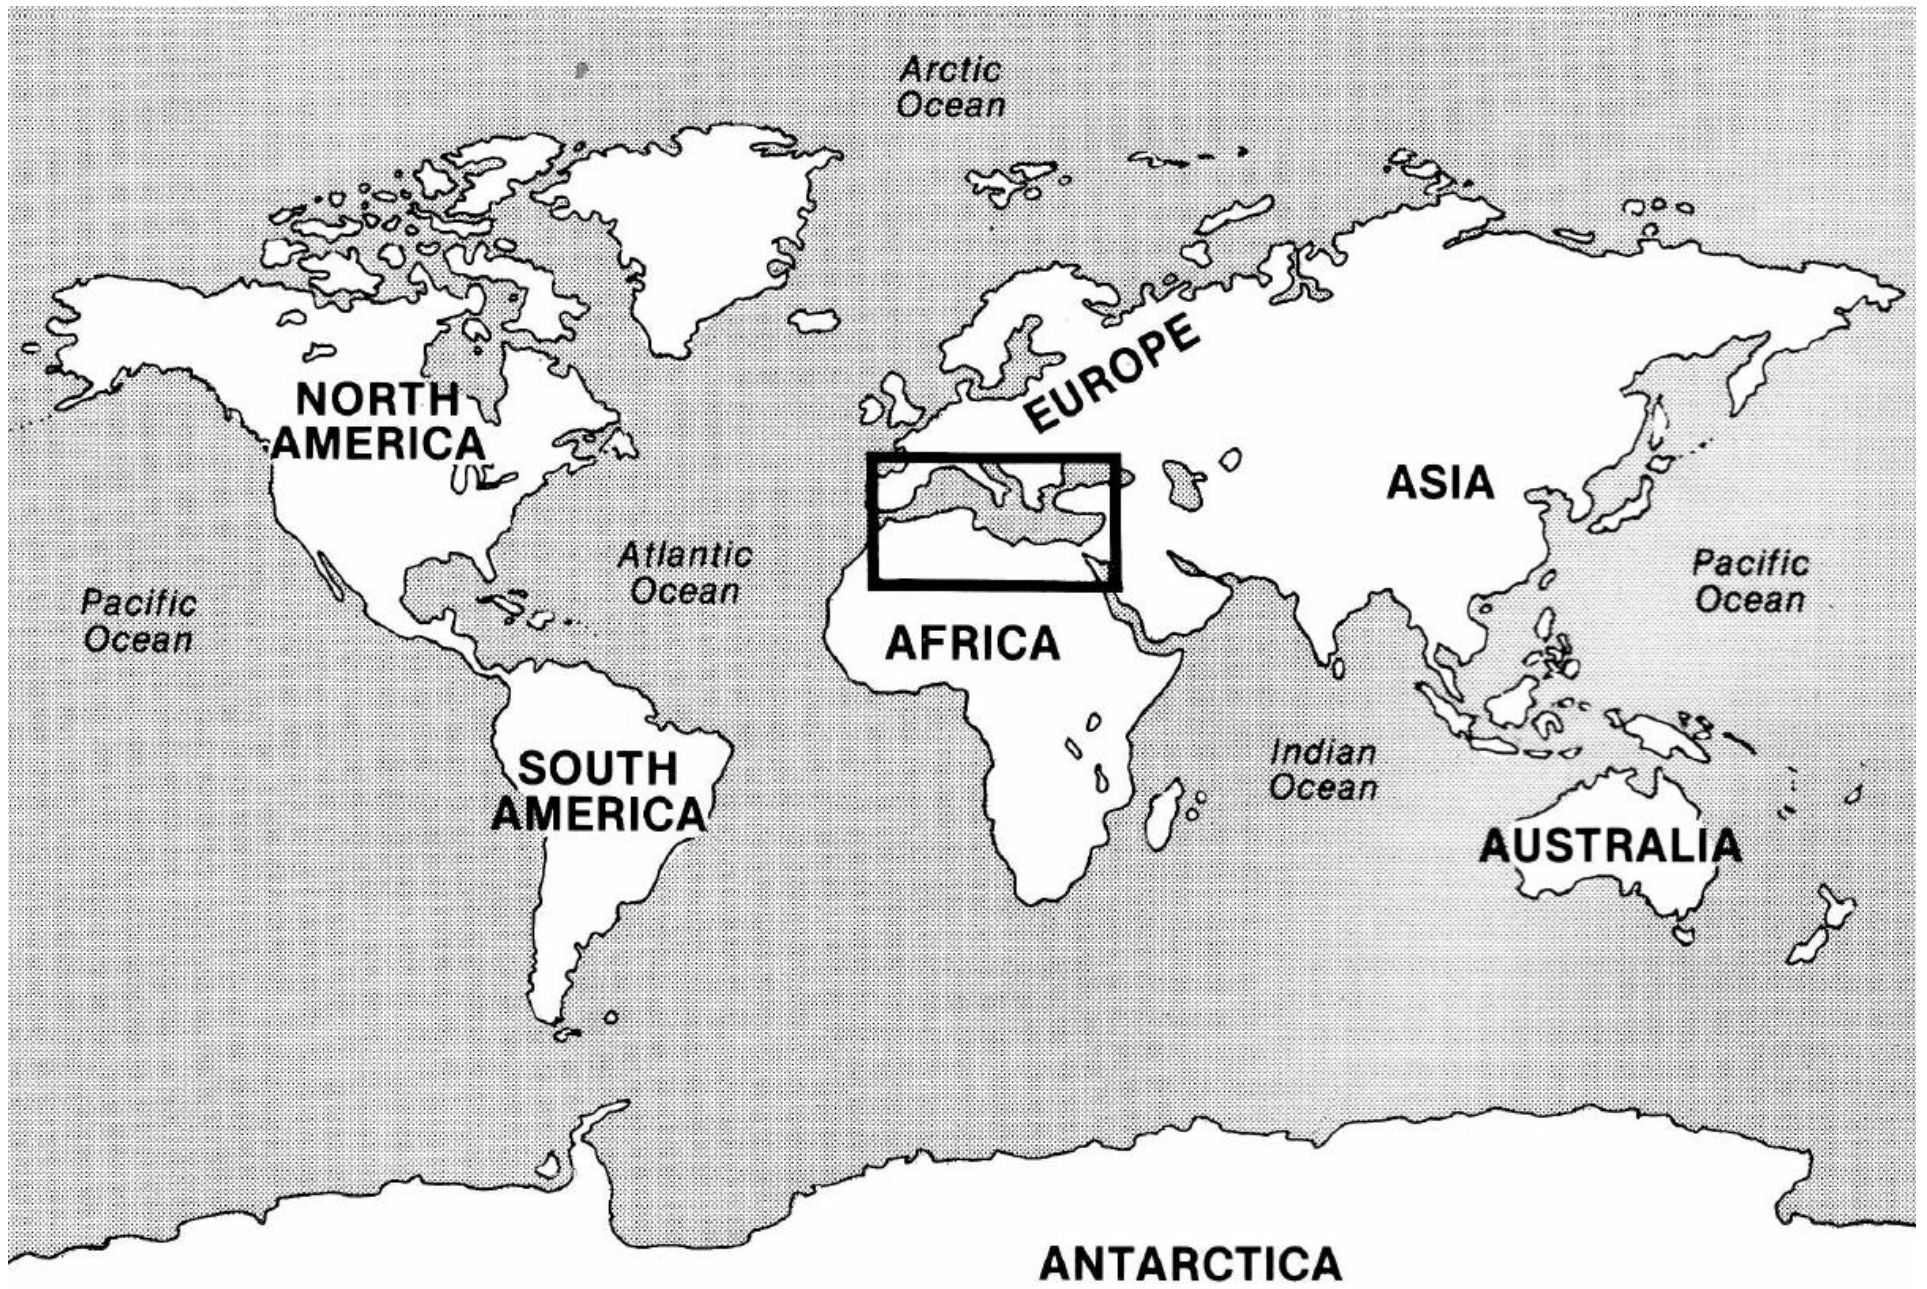 Arctic
Ocean
EUROPE
NORTH
AMERICA
ASIA
Atlantic
Ocean
Pacific
Ocean
Pacific
Ocean
AFRICA
Indian
Ocean
SOUTH
AMERICA
AUSTRALIA
ANTARCTICA